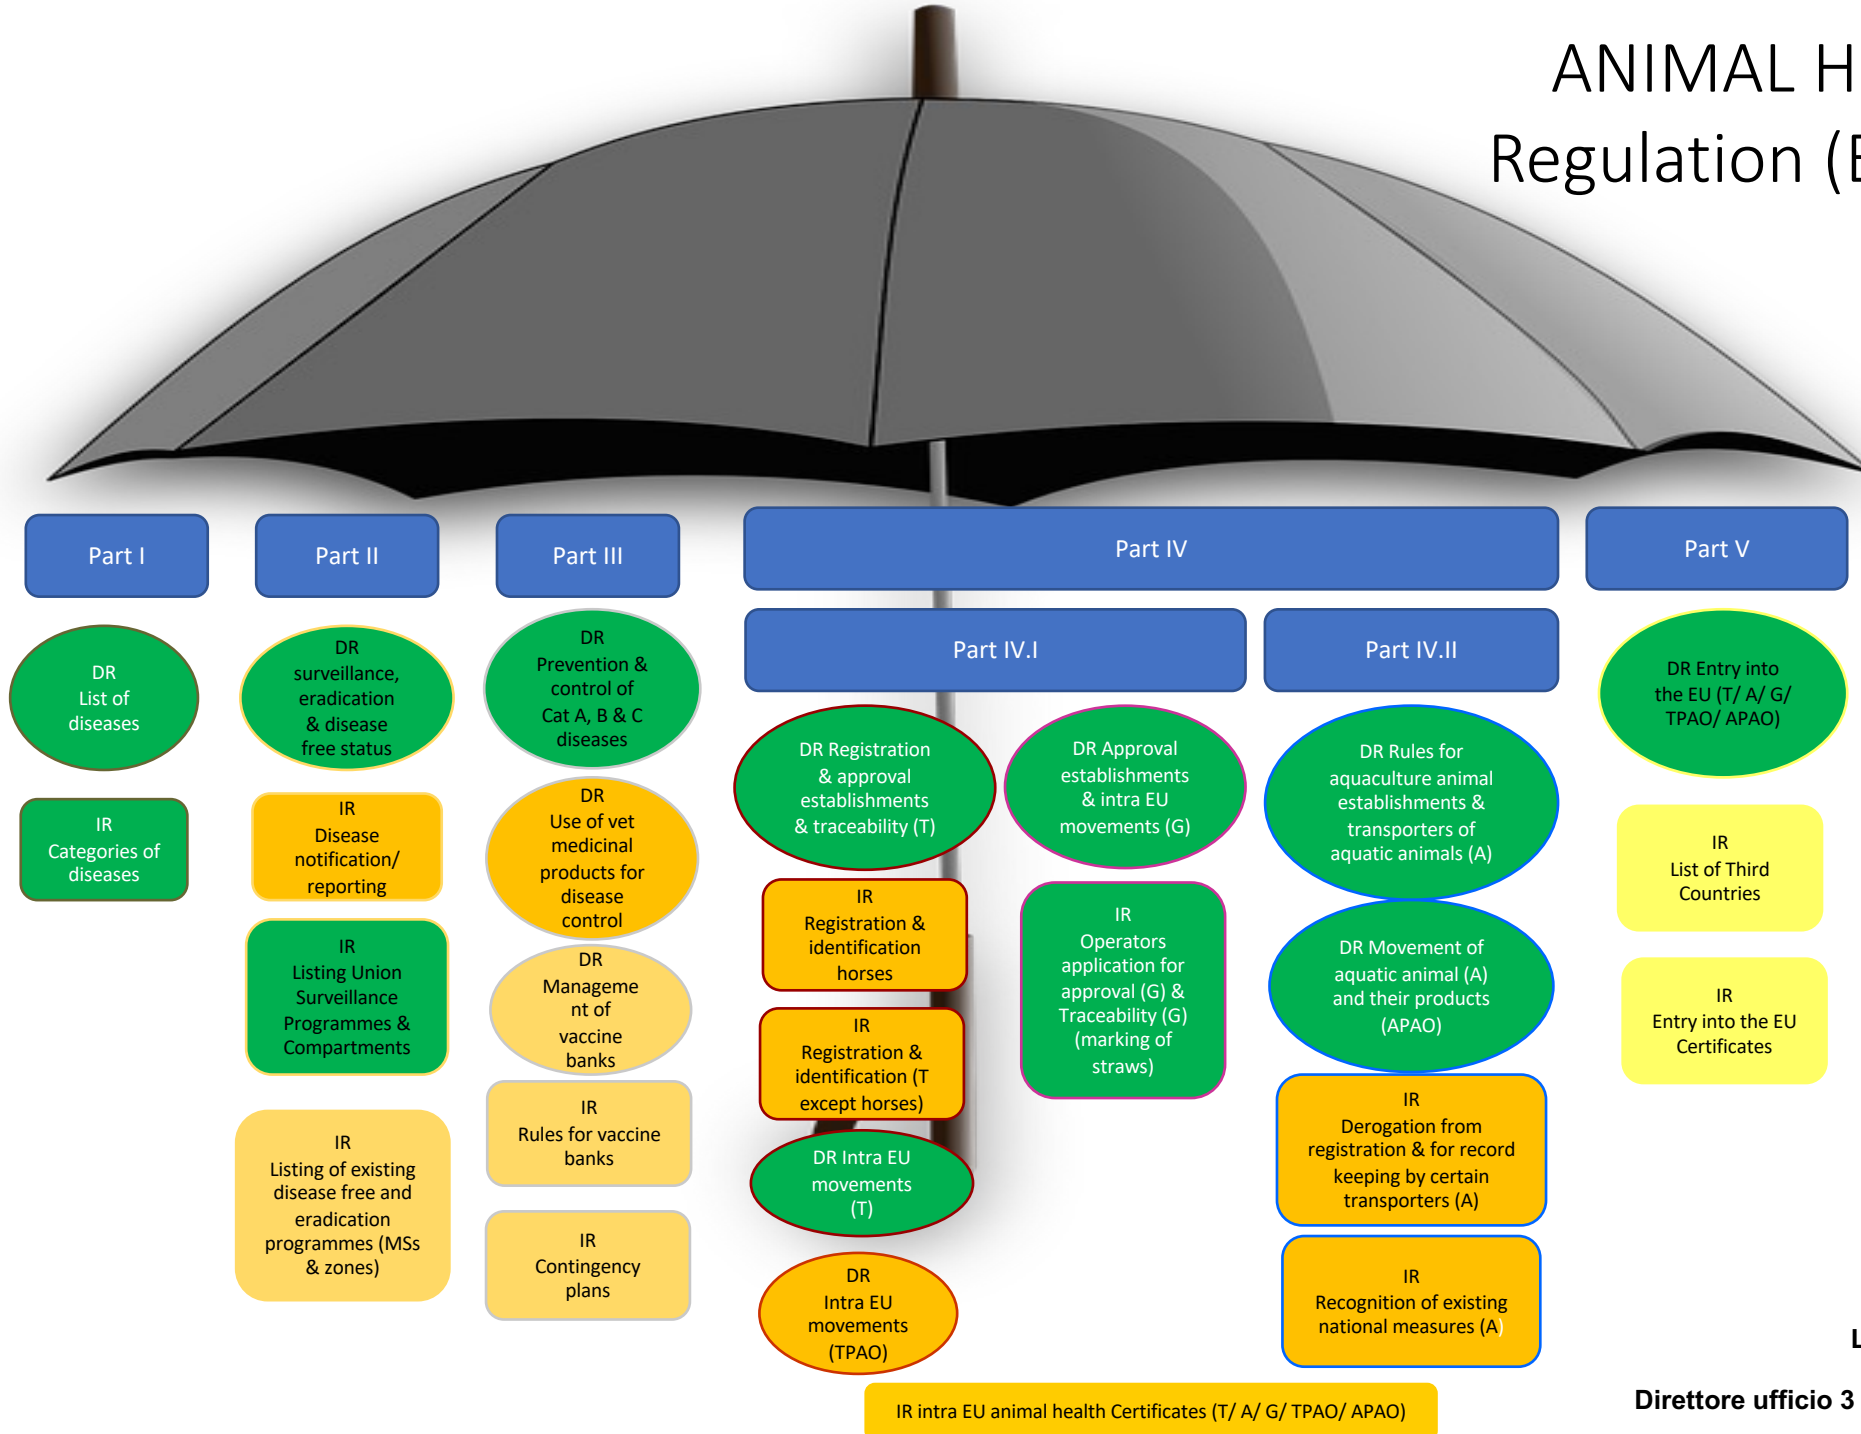 ANIMAL H
Regulation (E
Part I
Part II
Part III
Part IV
Part V
Part IV.I
Part IV.II
DR
List of
diseases
IR
Categories of
diseases
DR
surveillance,
eradication
& disease
free status
IR
Disease
notification/
reporting
IR
Listing Union
Surveillance
Programmes &
Compartments
IR
Listing of existing
disease free and
eradication
programmes (MSs
& zones)
DR
Prevention &
control of
Cat A, B & C
diseases
DR
Use of vet
medicinal
products for
disease
control
DR
Manageme
nt of
vaccine
banks
IR
Rules for vaccine
banks
IR
Contingency
plans
DR Registration
& approval
establishments
& traceability (T)
IR
Registration &
identification
horses
IR
Registration &
identification (T
except horses)
DR Intra EU
movements
(T)
DR
Intra EU
movements
(TPAO)
DR Approval
establishments
& intra EU
movements (G)
IR
Operators
application for
approval (G) &
Traceability (G)
(marking of
straws)
DR Rules for
aquaculture animal
establishments &
transporters of
aquatic animals (A)
DR Movement of
aquatic animal (A)
and their products
(APAO)
IR
Derogation from
registration & for record
keeping by certain
transporters (A)
IR
Recognition of existing
national measures (A)
DR Entry into
the EU (T/ A/ G/
TPAO/ APAO)
IR
List of Third
Countries
IR
Entry into the EU
Certificates
IR intra EU animal health Certificates (T/ A/ G/ TPAO/ APAO)
L
Direttore ufficio 3